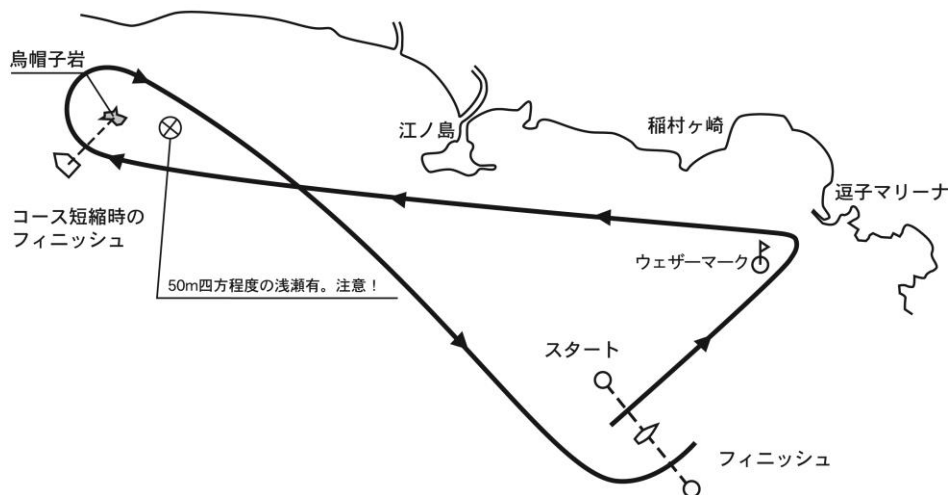 烏帽子岩
江ノ島
稲村ヶ崎
逗子マリーナ
コース短縮時の
フィニッシュ
ウェザーマーク
50m四方程度の浅瀬有。注意！
スタート
フィニッシュ